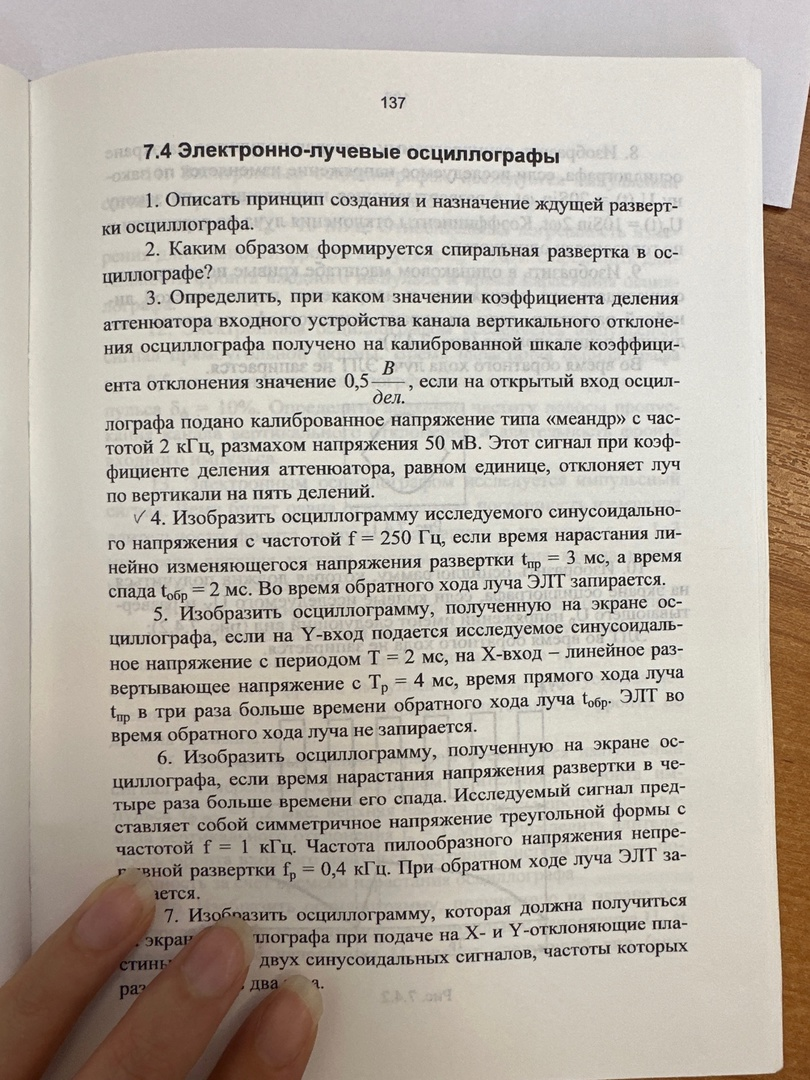 137
7.4 Электронно-лучевые осциллографы
1. Описать принцип создания и назначение ждущей разверт-
ки осциллографа.
2. Каким образом формируется спиральная развертка в ос-
циллографе?
3. Определить, при каком значении коэффициента деления
аттенюатора входного устройства канала вертикального отклоне-
ния осциллографа получено на калиброванной шкале коэффици-
ента отклонения значение 0,5 В/дел., если на открытый вход осцил-
лографа подано калиброванное напряжение типа «меандр» с час-
тотой 2 кГц, размахом напряжения 50 мВ. Этот сигнал при коэф-
фициенте деления аттенюатора, равном единице, отклоняет луч
по вертикали на пять делений.
✓ 4. Изобразить осциллограмму исследуемого синусоидально-
го напряжения с частотой f = 250 Гц, если время нарастания ли-
нейно изменяющегося напряжения развертки tпр = 3 мс, а время
спада tобр = 2 мс. Во время обратного хода луча ЭЛТ запирается.
5. Изобразить осциллограмму, полученную на экране ос-
циллографа, если на Y-вход подается исследуемое синусоидаль-
ное напряжение с периодом T = 2 мс, на X-вход – линейное раз-
вертывающее напряжение с Tр = 4 мс, время прямого хода луча
tпр в три раза больше времени обратного хода луча tобр. ЭЛТ во
время обратного хода луча не запирается.
6. Изобразить осциллограмму, полученную на экране ос-
циллографа, если время нарастания напряжения развертки в че-
тыре раза больше времени его спада. Исследуемый сигнал пред-
ставляет собой симметричное напряжение треугольной формы с
частотой f = 1 кГц. Частота пилообразного напряжения непре-
развертки fр = 0,4 кГц. При обратном ходе луча ЭЛТ за-
7. Изобразить осциллограмму, которая должна получиться
при подаче на X- и Y-отклоняющие пла-
двух синусоидальных сигналов, частоты которых
два